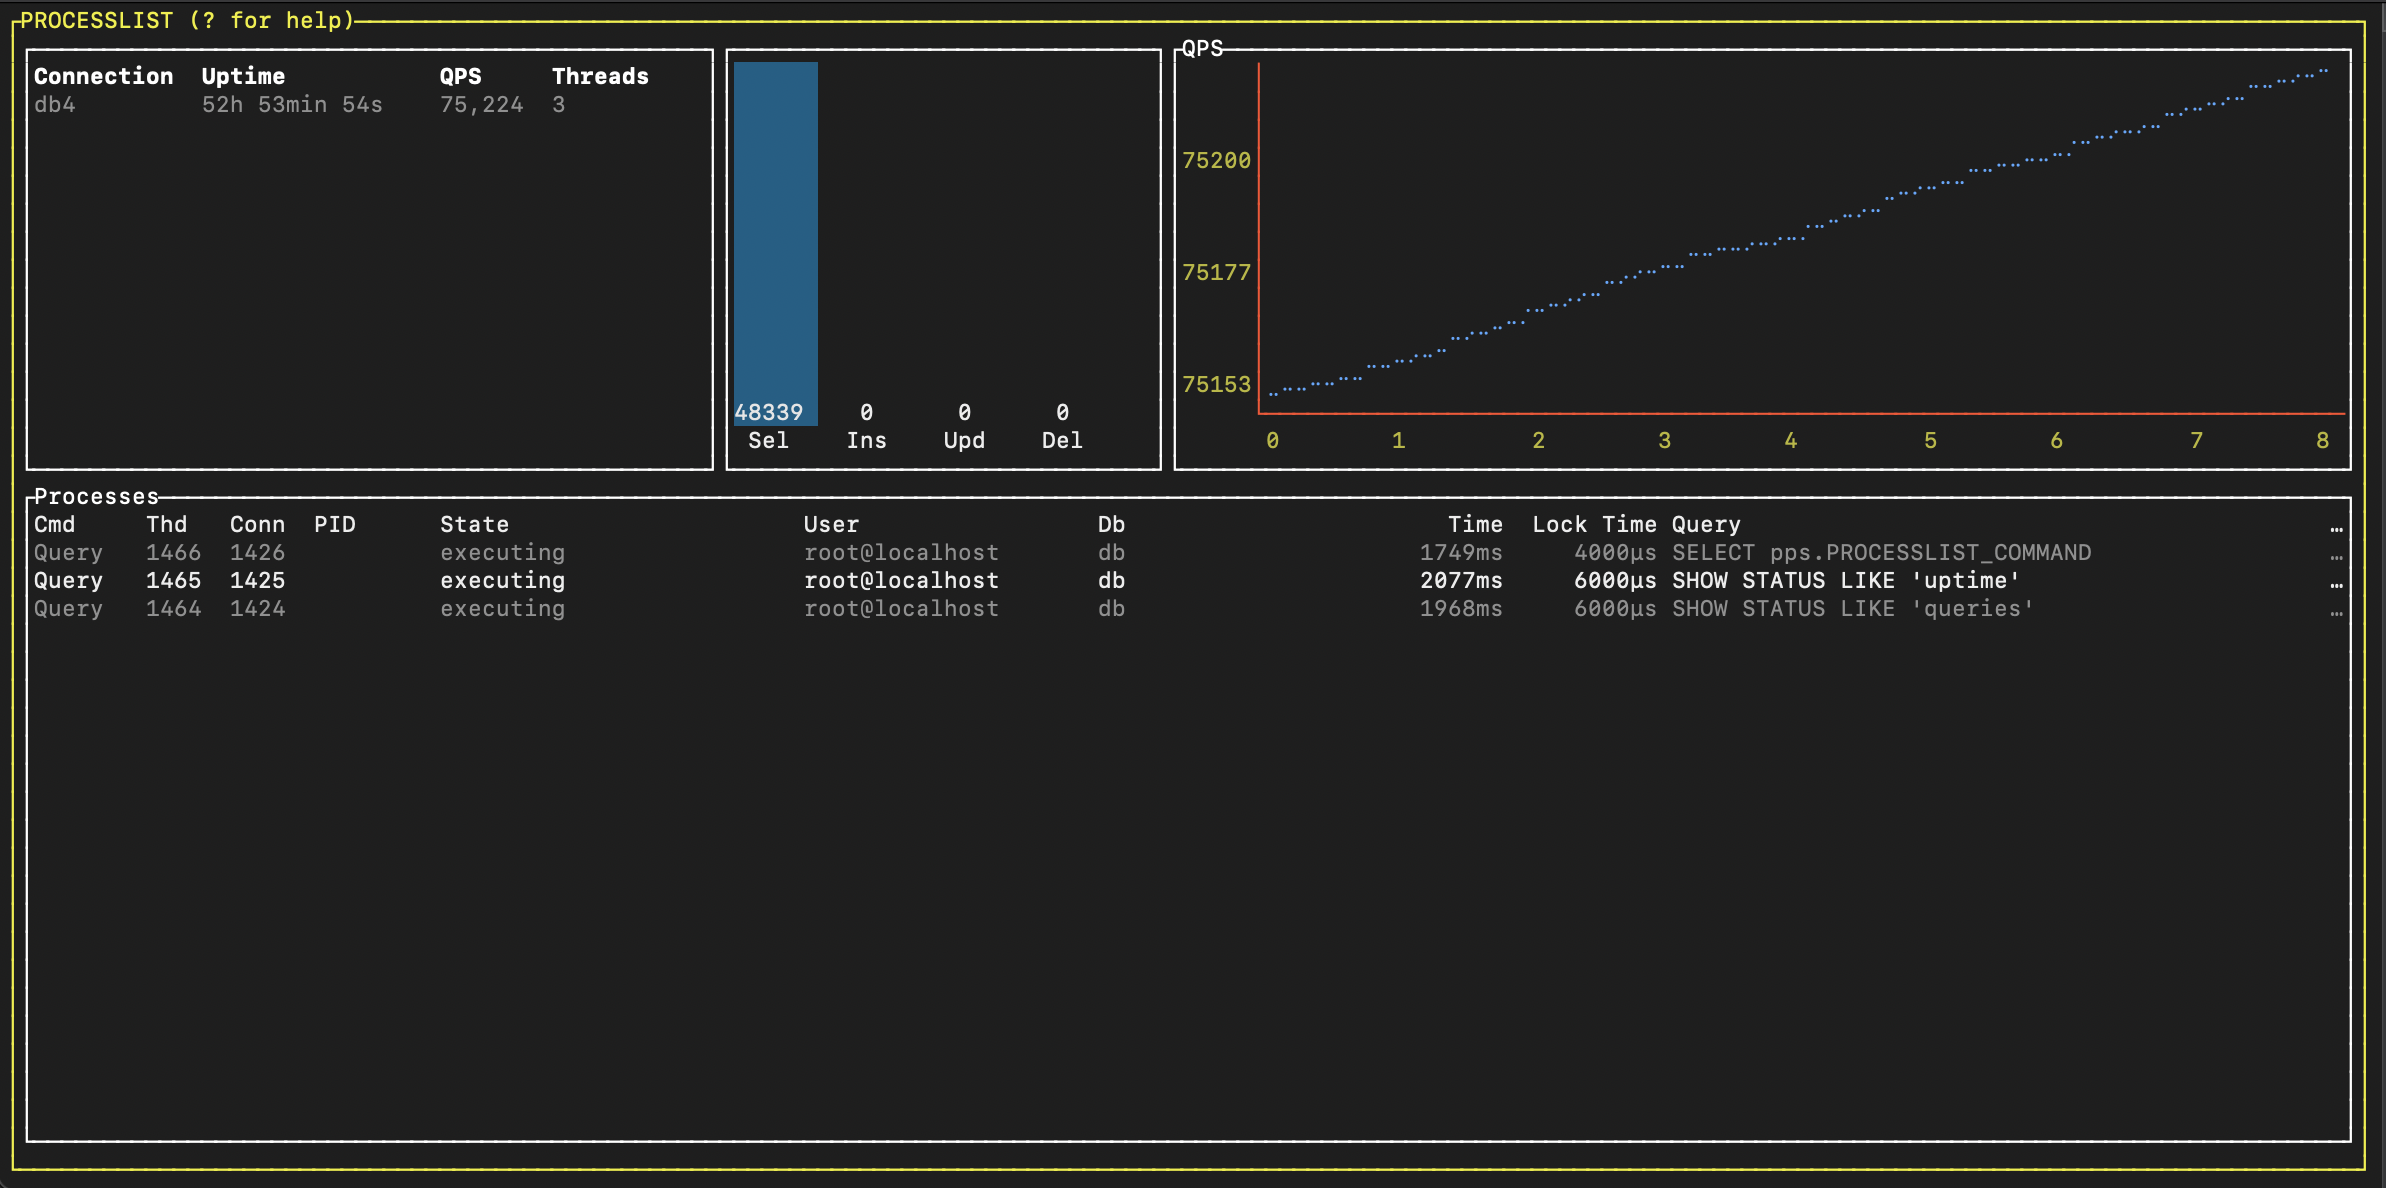 PROCESSLIST (? for help)
Connection Uptime QPS Threads
db4 52h 53min 54s 75,224 3
48339 0 0 0
Sel Ins Upd Del
QPS
75200
75177
75153
0 1 2 3 4 5 6 7 8
Processes
Cmd Thd Conn PID State User Db Time Lock Time Query …
Query 1466 1426 executing root@localhost db 1749ms 4000µs SELECT pps.PROCESSLIST_COMMAND …
Query 1465 1425 executing root@localhost db 2077ms 6000µs SHOW STATUS LIKE 'uptime' …
Query 1464 1424 executing root@localhost db 1968ms 6000µs SHOW STATUS LIKE 'queries' …